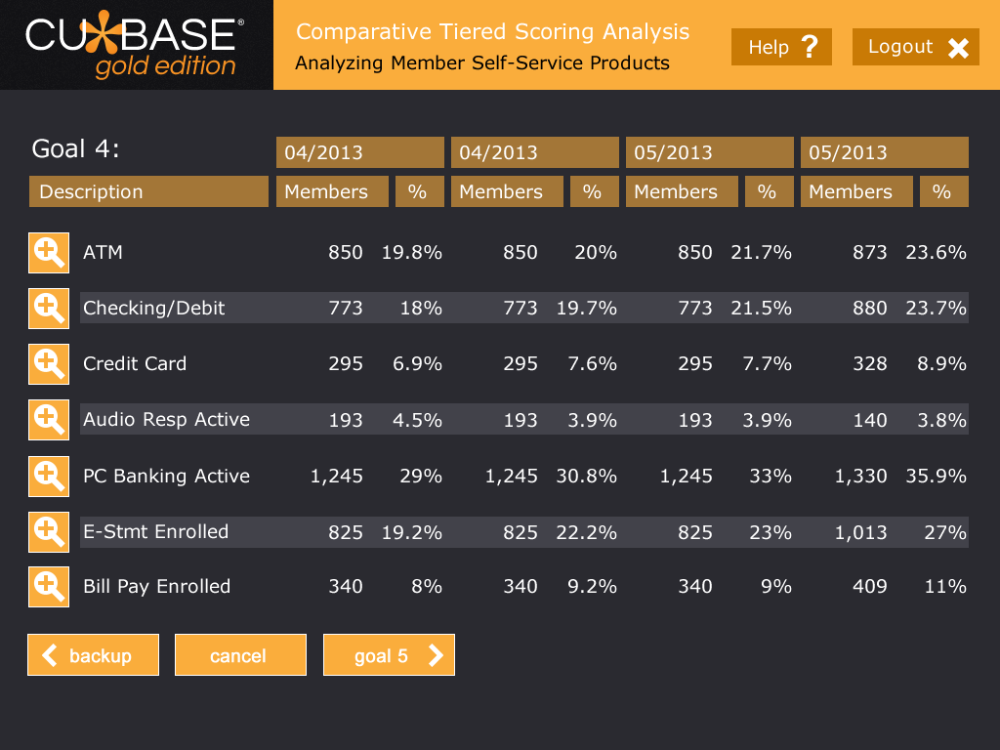 CU*BASE®
gold edition
Comparative Tiered Scoring Analysis
Analyzing Member Self-Service Products
Help ?
Logout
Goal 4:
04/2013 04/2013 05/2013 05/2013
Description Members % Members % Members % Members %
ATM 850 19.8% 850 20% 850 21.7% 873 23.6%
Checking/Debit 773 18% 773 19.7% 773 21.5% 880 23.7%
Credit Card 295 6.9% 295 7.6% 295 7.7% 328 8.9%
Audio Resp Active 193 4.5% 193 3.9% 193 3.9% 140 3.8%
PC Banking Active 1,245 29% 1,245 30.8% 1,245 33% 1,330 35.9%
E-Stmt Enrolled 825 19.2% 825 22.2% 825 23% 1,013 27%
Bill Pay Enrolled 340 8% 340 9.2% 340 9% 409 11%
backup cancel goal 5